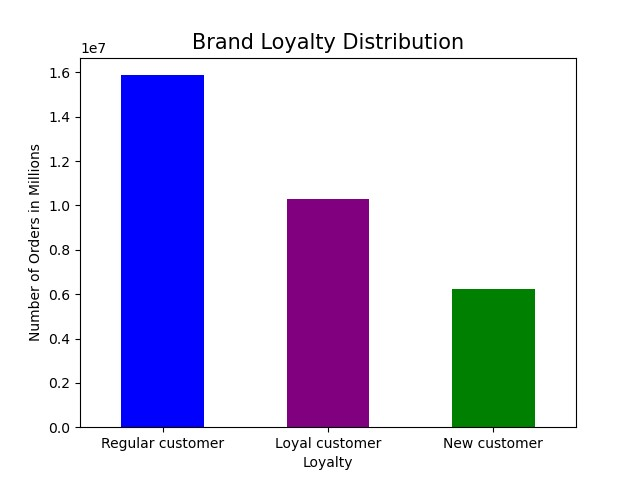 Brand Loyalty Distribution
1e7
1.6
1.4
1.2
1.0
0.8
0.6
0.4
0.2
0.0
Number of Orders in Millions
Regular customer Loyal customer New customer
Loyalty